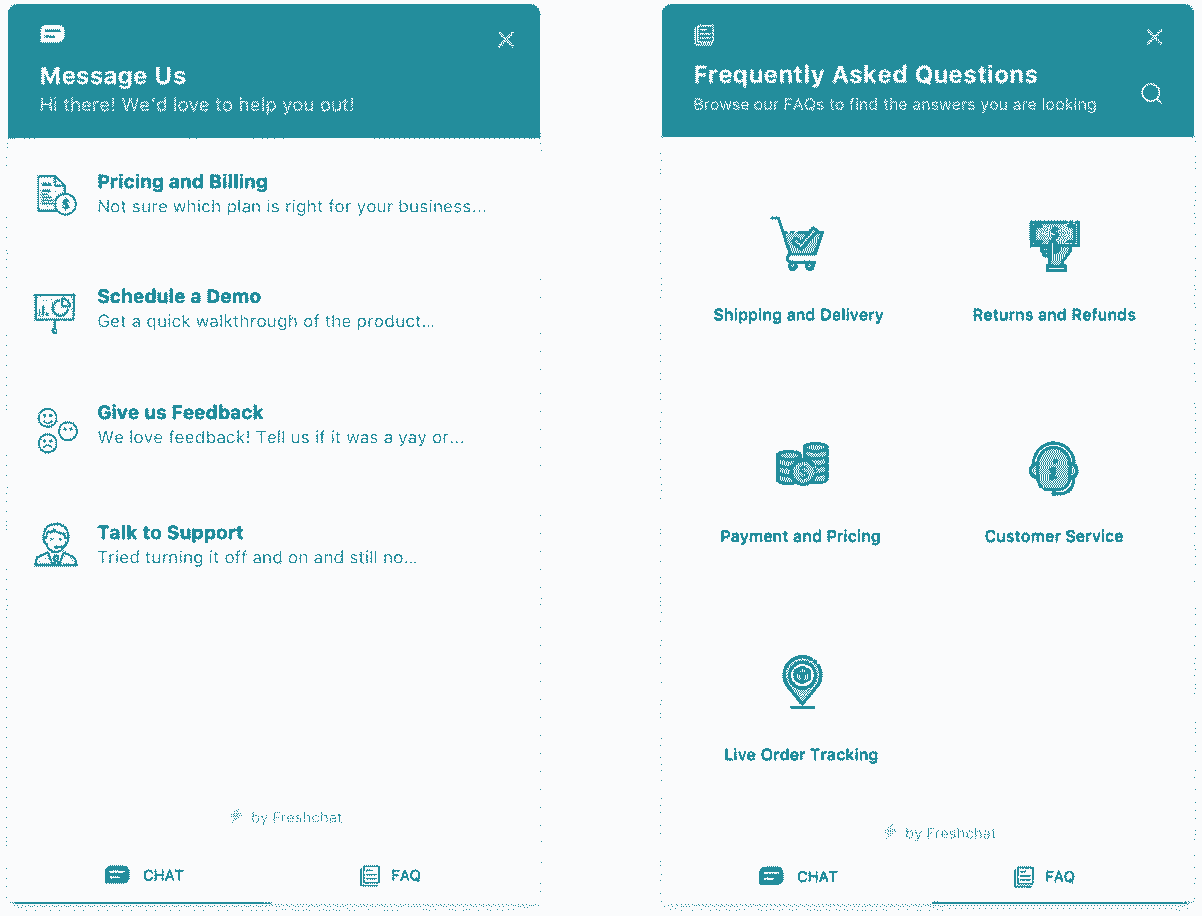 Message Us
Hi there! We'd love to help you out!
Pricing and Billing
Not sure which plan is right for your business...
Schedule a Demo
Get a quick walkthrough of the product...
Give us Feedback
We love feedback! Tell us if it was a yay or...
Talk to Support
Tried turning it off and on and still no...
by Freshchat
CHAT FAQ
Frequently Asked Questions
Browse our FAQs to find the answers you are looking
Shipping and Delivery Returns and Refunds
Payment and Pricing Customer Service
Live Order Tracking
by Freshchat
CHAT FAQ